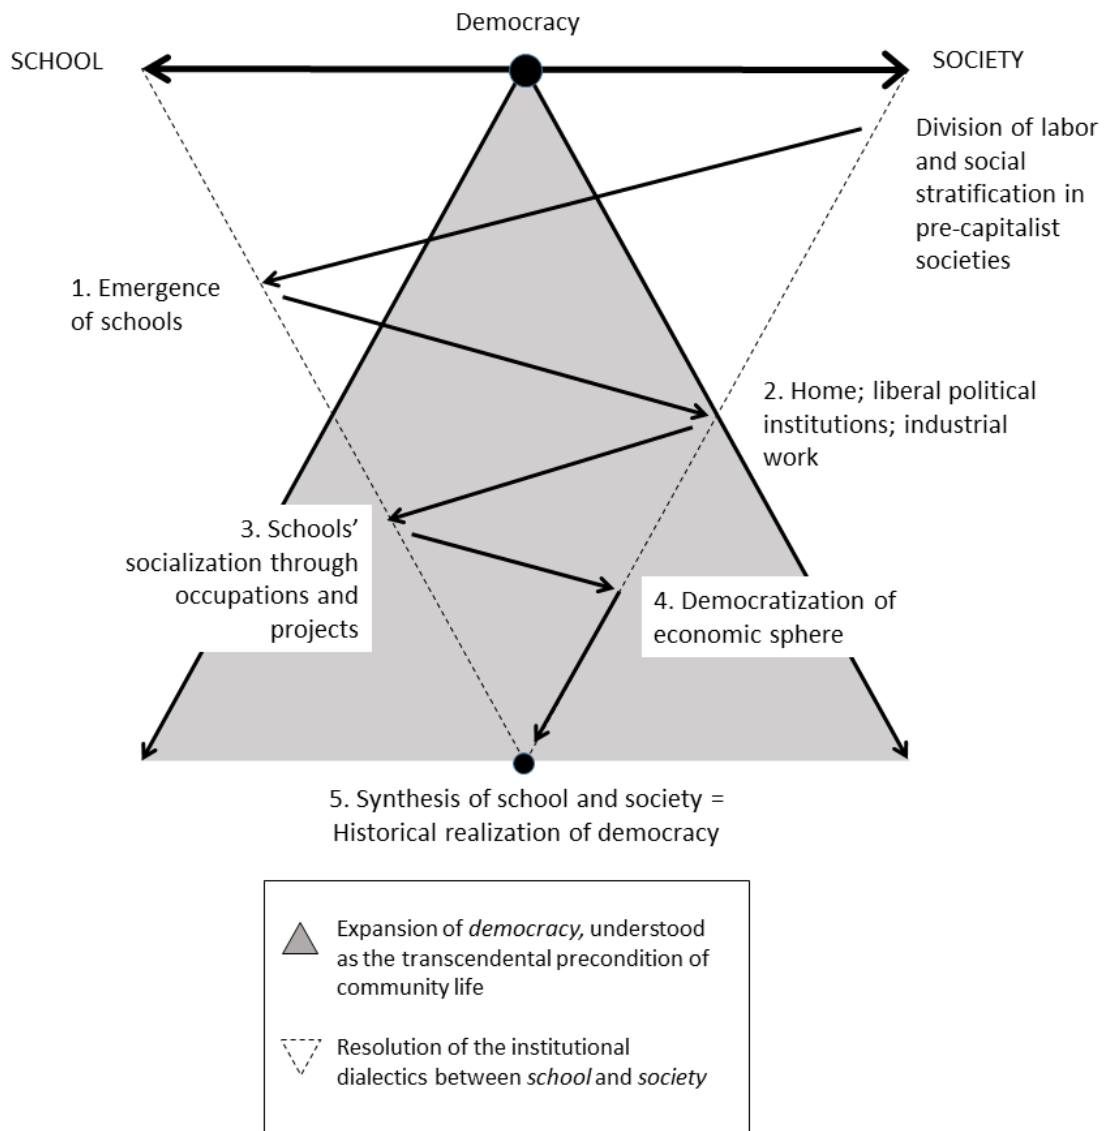 Democracy
SCHOOL
SOCIETY
Division of labor
and social
stratification in
pre-capitalist
societies
1. Emergence
of schools
2. Home; liberal political
institutions; industrial
work
3. Schools’
socialization through
occupations and
projects
4. Democratization of
economic sphere
5. Synthesis of school and society =
Historical realization of democracy
Expansion of democracy, understood
as the transcendental precondition of
community life
Resolution of the institutional
dialectics between school and society